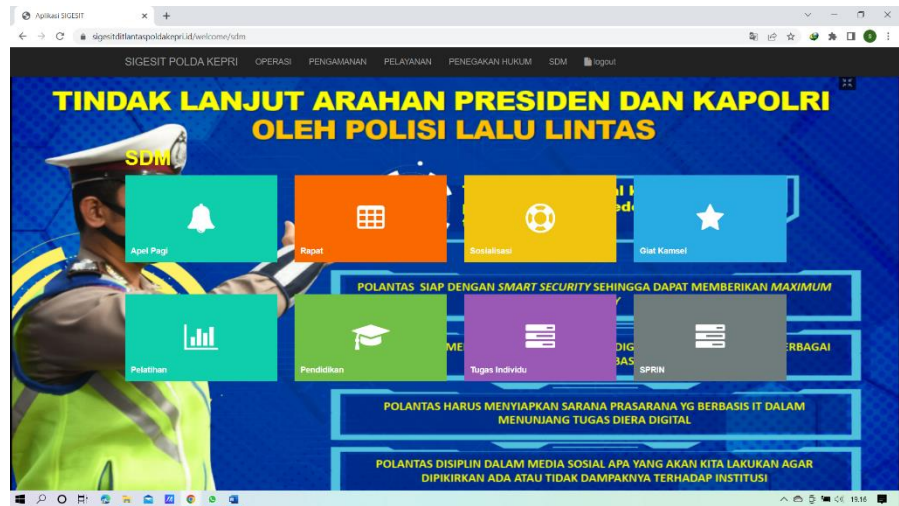 Aplikasi SIGESIT
sigesitditlantaspoldakepri.id/welcome/sdm
SIGESIT POLDA KEPRI OPERASI PENGAMANAN PELAYANAN PENEGAKAN HUKUM SDM logout
TINDAK LANJUT ARAHAN PRESIDEN DAN KAPOLRI
OLEH POLISI LALU LINTAS
SDM
Apel Pagi
Rapat
Sosialisasi
Giat Kamsel
POLANTAS SIAP DENGAN SMART SECURITY SEHINGGA DAPAT MEMBERIKAN MAXIMUM
Pelatihan
Pendidikan
Tugas Individu
SPRIN
POLANTAS HARUS MENYIAPKAN SARANA PRASARANA YG BERBASIS IT DALAM
MENUNJANG TUGAS DIERA DIGITAL
POLANTAS DISIPLIN DALAM MEDIA SOSIAL APA YANG AKAN KITA LAKUKAN AGAR
DIPIKIRKAN ADA ATAU TIDAK DAMPAKNYA TERHADAP INSTITUSI
19.16